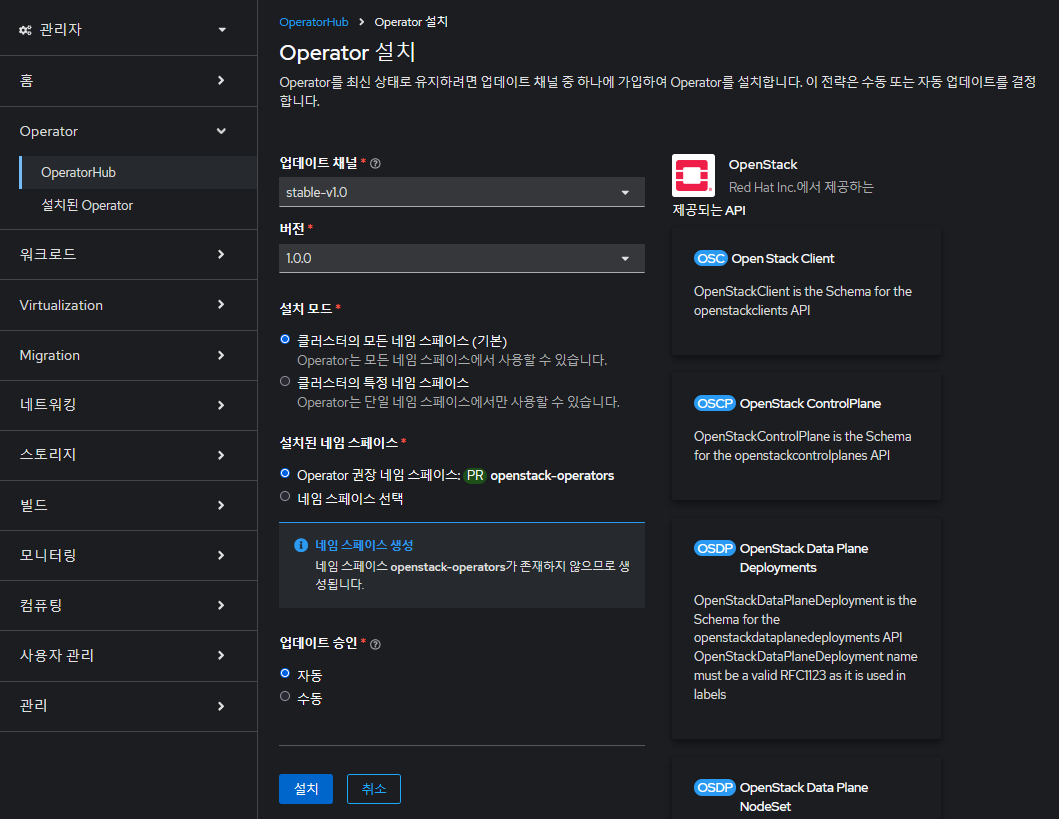 관리자
홈
Operator
OperatorHub
설치된 Operator
워크로드
Virtualization
Migration
네트워킹
스토리지
빌드
모니터링
컴퓨팅
사용자 관리
관리
OperatorHub > Operator 설치
Operator 설치
Operator를 최신 상태로 유지하려면 업데이트 채널 중 하나에 가입하여 Operator를 설치합니다. 이 전략은 수동 또는 자동 업데이트를 결정
합니다.
업데이트 채널 *
stable-v1.0
버전 *
1.0.0
설치 모드 *
클러스터의 모든 네임 스페이스 (기본)
Operator는 모든 네임 스페이스에서 사용할 수 있습니다.
클러스터의 특정 네임 스페이스
Operator는 단일 네임 스페이스에서만 사용할 수 있습니다.
설치된 네임 스페이스 *
Operator 권장 네임 스페이스: PR openstack-operators
네임 스페이스 선택
네임 스페이스 생성
네임 스페이스 openstack-operators가 존재하지 않으므로 생
성됩니다.
업데이트 승인 *
자동
수동
설치 취소
OpenStack
Red Hat Inc.에서 제공하는
제공되는 API
OSC Open Stack Client
OpenStackClient is the Schema for the
openstackclients API
OSCP OpenStack ControlPlane
OpenStackControlPlane is the Schema
for the openstackcontrolplanes API
OSDP OpenStack Data Plane
Deployments
OpenStackDataPlaneDeployment is the
Schema for the
openstackdataplanedeployments API
OpenStackDataPlaneDeployment name
must be a valid RFC1123 as it is used in
labels
OSDP OpenStack Data Plane
NodeSet